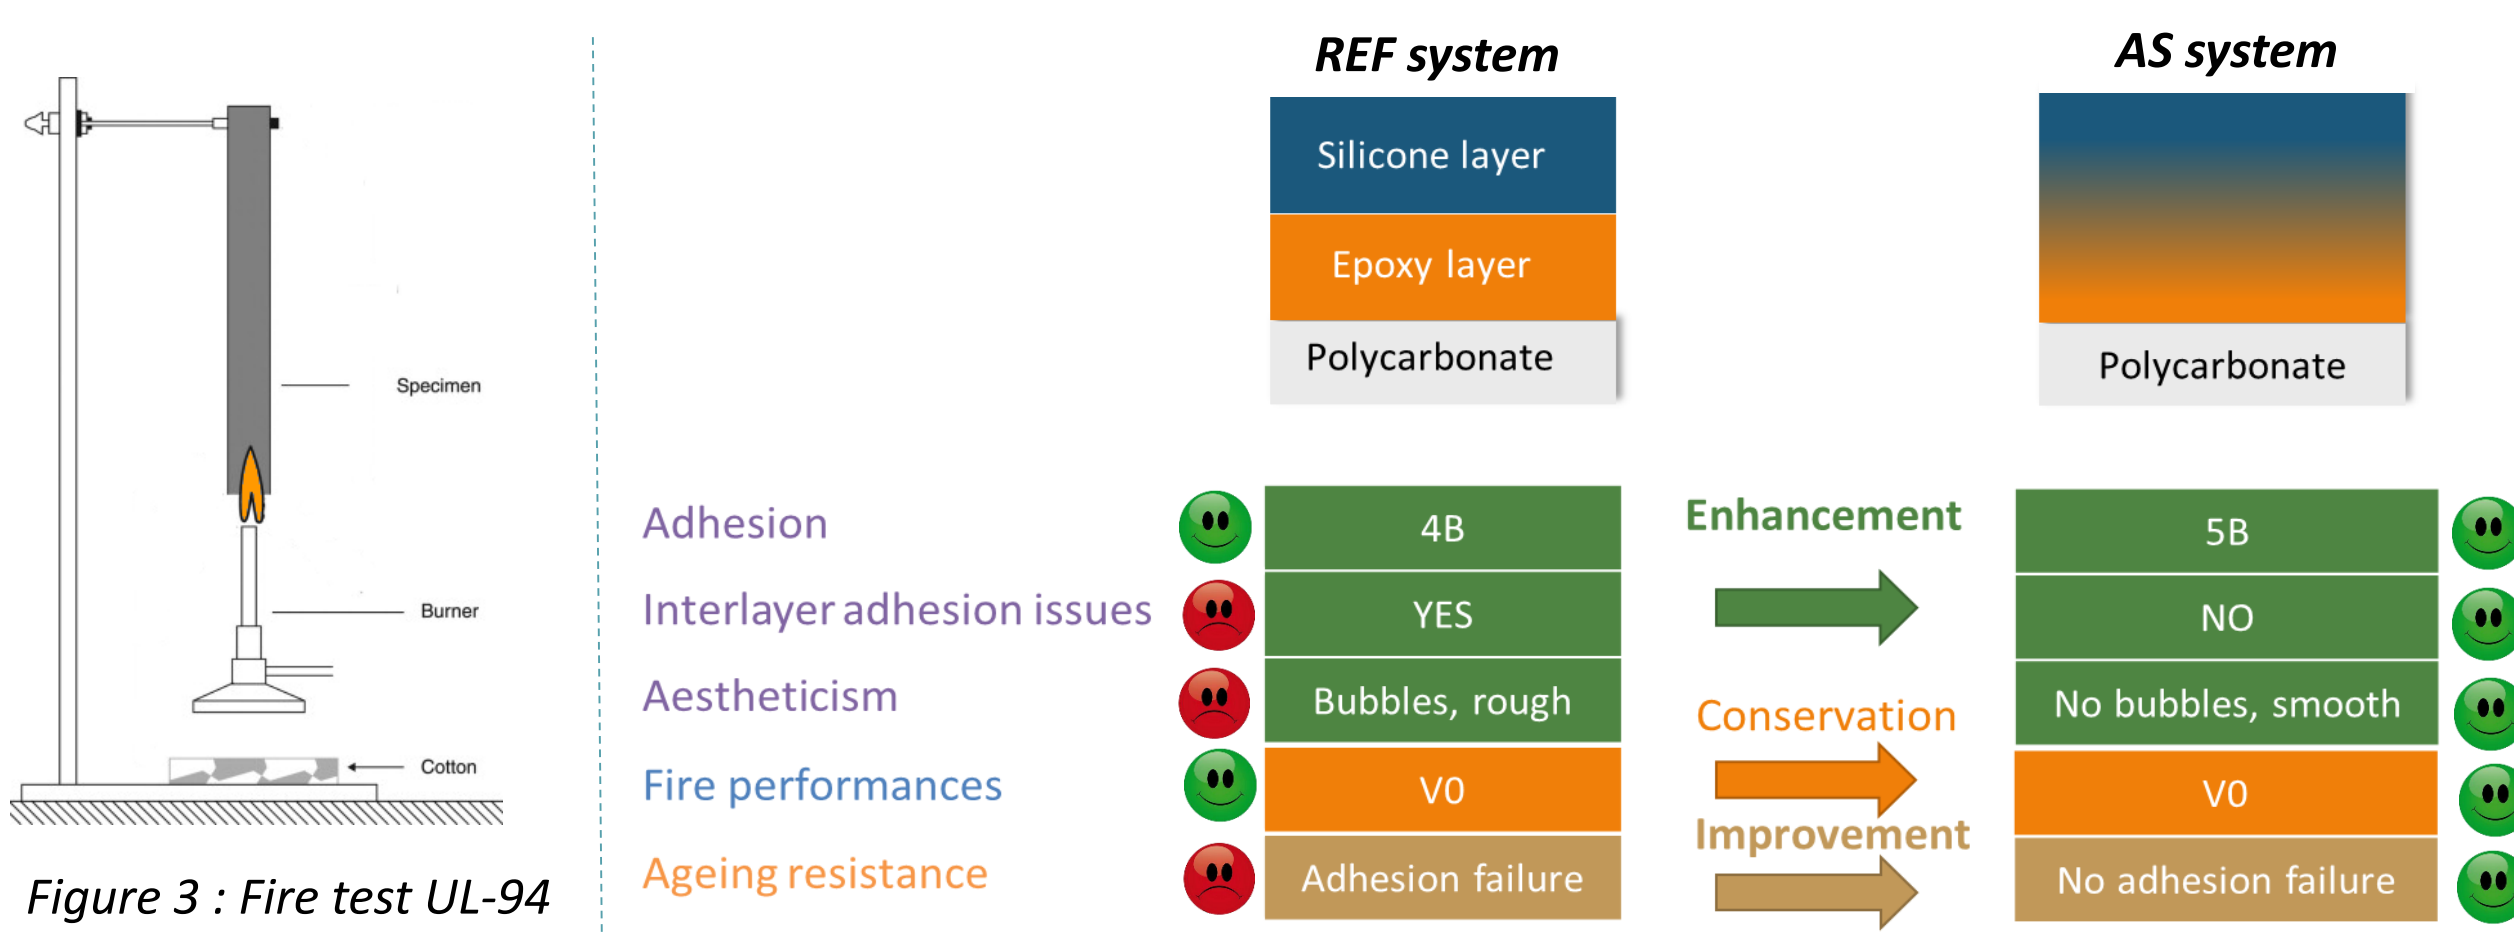 Specimen
Burner
Cotton
Figure 3 : Fire test UL-94
REF system
AS system
Silicone layer
Epoxy layer
Polycarbonate
Polycarbonate
Adhesion
4B
Enhancement
5B
Interlayer adhesion issues
YES
NO
Aestheticism
Bubbles, rough
Conservation
No bubbles, smooth
Fire performances
V0
V0
Improvement
Ageing resistance
Adhesion failure
No adhesion failure